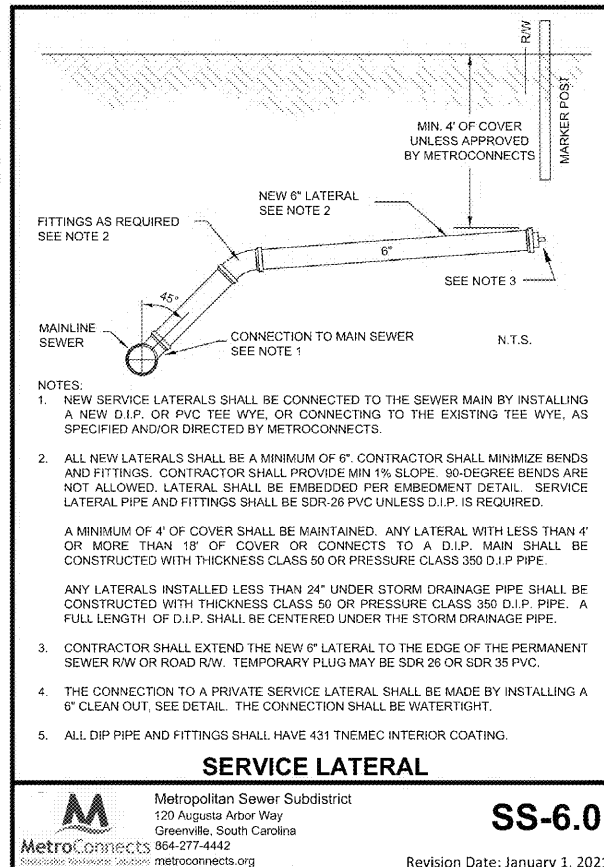 R/W
MARKER POST
MIN. 4' OF COVER
UNLESS APPROVED
BY METROCONNECTS
NEW 6" LATERAL
SEE NOTE 2
FITTINGS AS REQUIRED
SEE NOTE 2
6"
SEE NOTE 3
45°
MAINLINE
SEWER
CONNECTION TO MAIN SEWER
SEE NOTE 1
N.T.S.
NOTES:
1. NEW SERVICE LATERALS SHALL BE CONNECTED TO THE SEWER MAIN BY INSTALLING
A NEW D.I.P. OR PVC TEE WYE, OR CONNECTING TO THE EXISTING TEE WYE, AS
SPECIFIED AND/OR DIRECTED BY METROCONNECTS.
2. ALL NEW LATERALS SHALL BE A MINIMUM OF 6". CONTRACTOR SHALL MINIMIZE BENDS
AND FITTINGS. CONTRACTOR SHALL PROVIDE MIN 1% SLOPE. 90-DEGREE BENDS ARE
NOT ALLOWED. LATERAL SHALL BE EMBEDDED PER EMBEDMENT DETAIL. SERVICE
LATERAL PIPE AND FITTINGS SHALL BE SDR-26 PVC UNLESS D.I.P. IS REQUIRED.
A MINIMUM OF 4' OF COVER SHALL BE MAINTAINED. ANY LATERAL WITH LESS THAN 4'
OR MORE THAN 18' OF COVER OR CONNECTS TO A D.I.P. MAIN SHALL BE
CONSTRUCTED WITH THICKNESS CLASS 50 OR PRESSURE CLASS 350 D.I.P PIPE.
ANY LATERALS INSTALLED LESS THAN 24" UNDER STORM DRAINAGE PIPE SHALL BE
CONSTRUCTED WITH THICKNESS CLASS 50 OR PRESSURE CLASS 350 D.I.P. PIPE. A
FULL LENGTH OF D.I.P. SHALL BE CENTERED UNDER THE STORM DRAINAGE PIPE.
3. CONTRACTOR SHALL EXTEND THE NEW 6" LATERAL TO THE EDGE OF THE PERMANENT
SEWER R/W OR ROAD R/W. TEMPORARY PLUG MAY BE SDR 26 OR SDR 35 PVC.
4. THE CONNECTION TO A PRIVATE SERVICE LATERAL SHALL BE MADE BY INSTALLING A
6" CLEAN OUT, SEE DETAIL. THE CONNECTION SHALL BE WATERTIGHT.
5. ALL DIP PIPE AND FITTINGS SHALL HAVE 431 TNEMEC INTERIOR COATING.
SERVICE LATERAL
Metropolitan Sewer Subdistrict
120 Augusta Arbor Way
Greenville, South Carolina
864-277-4442
metroconnects.org
MetroConnects
SS-6.0
Revision Date: January 1, 202